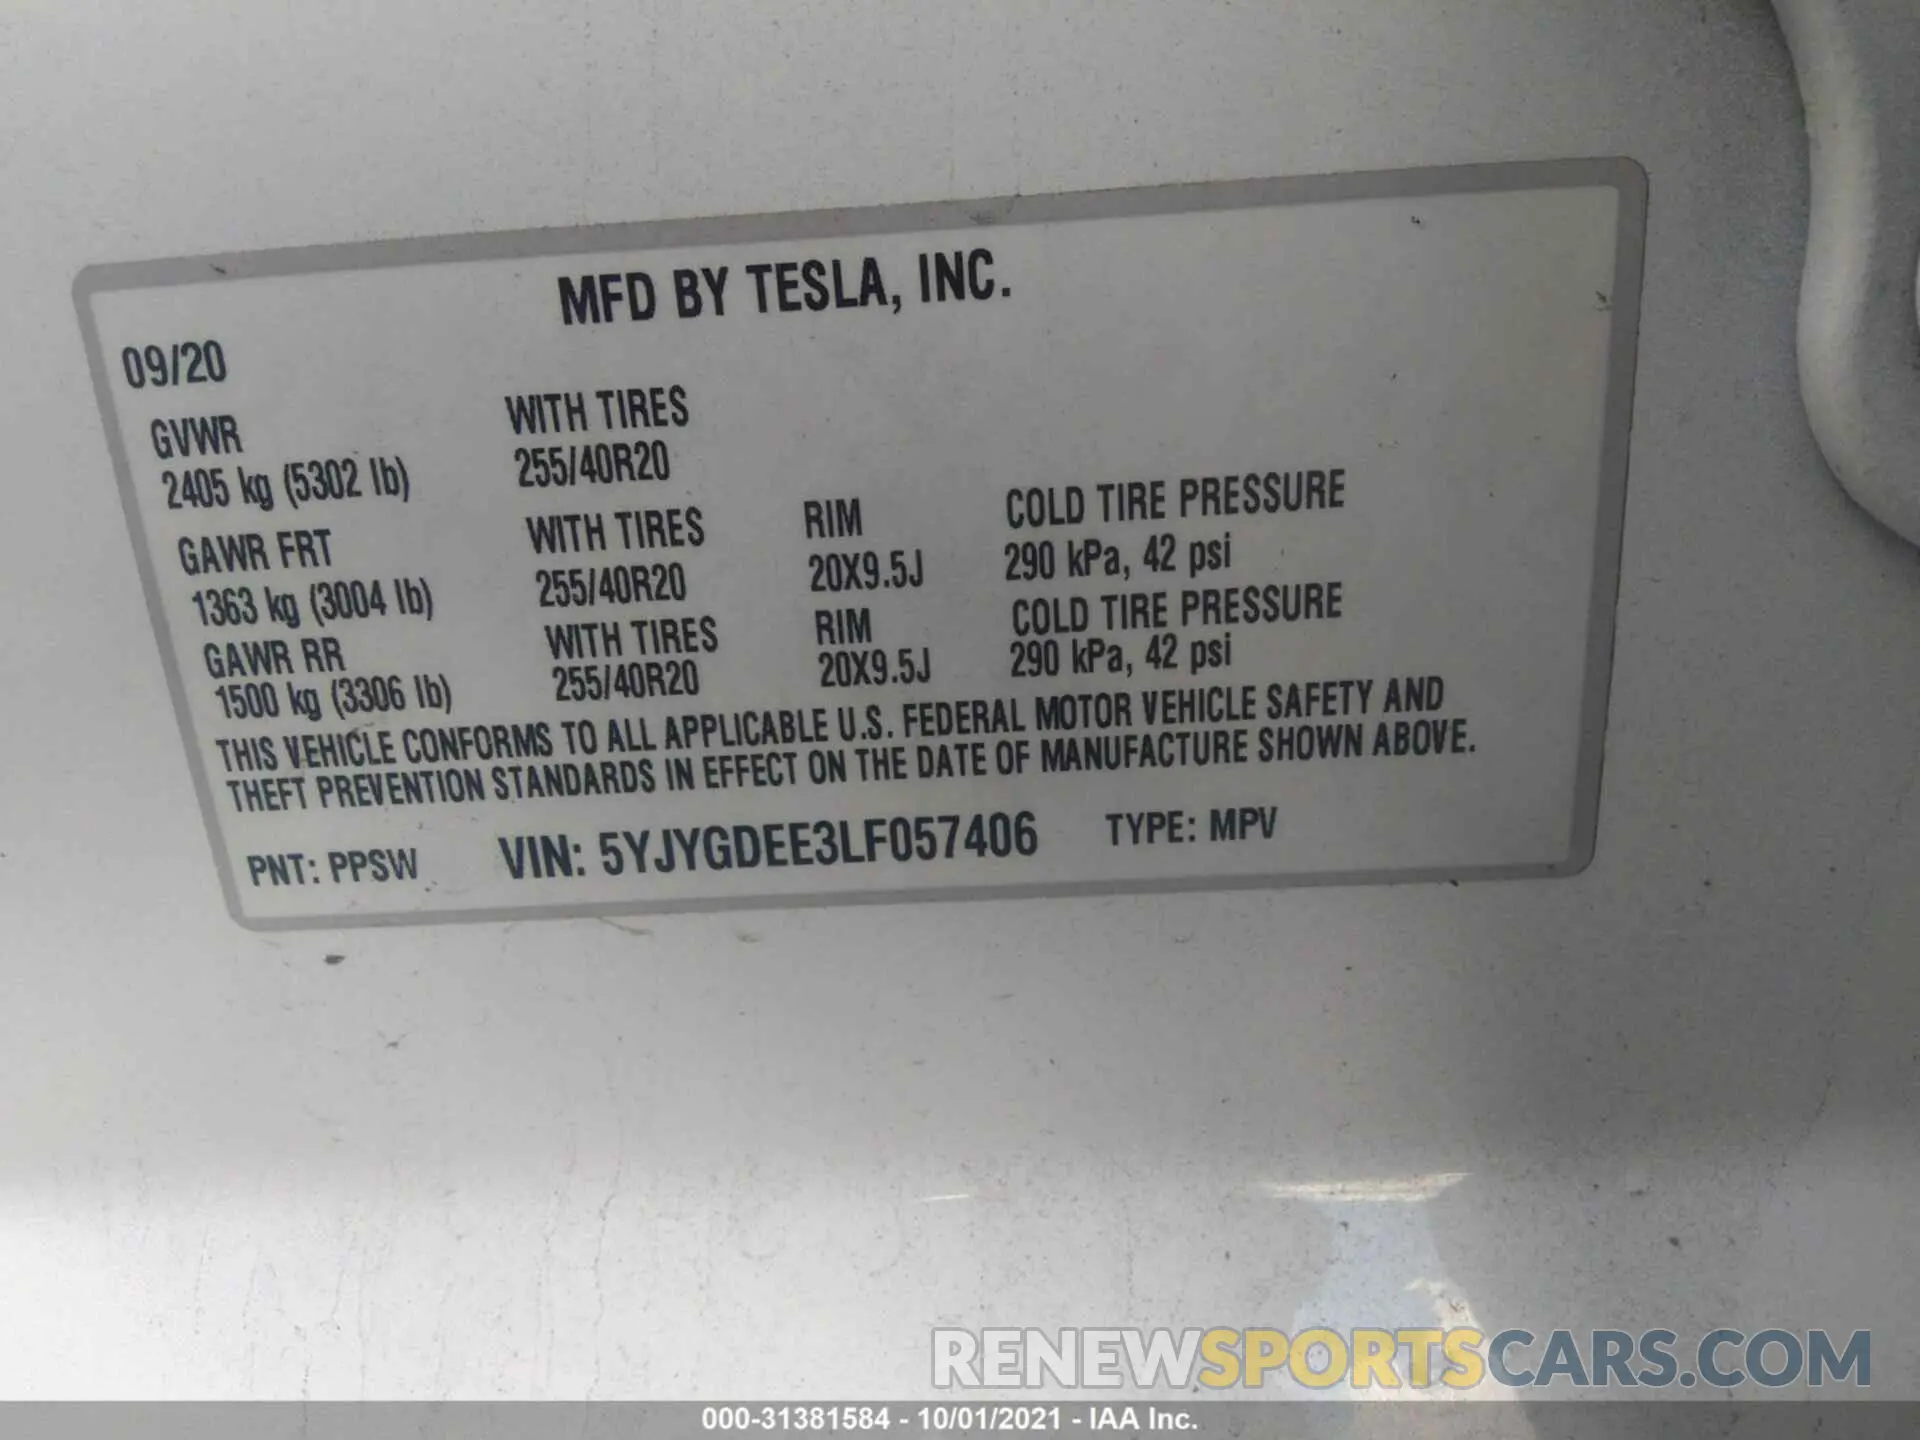 MFD BY TESLA, INC.
09/20
GVWR WITH TIRES
2405 kg (5302 lb) 255/40R20
GAWR FRT WITH TIRES RIM COLD TIRE PRESSURE
1363 kg (3004 lb) 255/40R20 20X9.5J 290 kPa, 42 psi
GAWR RR WITH TIRES RIM COLD TIRE PRESSURE
1500 kg (3306 lb) 255/40R20 20X9.5J 290 kPa, 42 psi
THIS VEHICLE CONFORMS TO ALL APPLICABLE U.S. FEDERAL MOTOR VEHICLE SAFETY AND
THEFT PREVENTION STANDARDS IN EFFECT ON THE DATE OF MANUFACTURE SHOWN ABOVE.
PNT: PPSW VIN: 5YJYGDEE3LF057406 TYPE: MPV
RENEWSPORTSCARS.COM
000-31381584 - 10/01/2021 - IAA Inc.